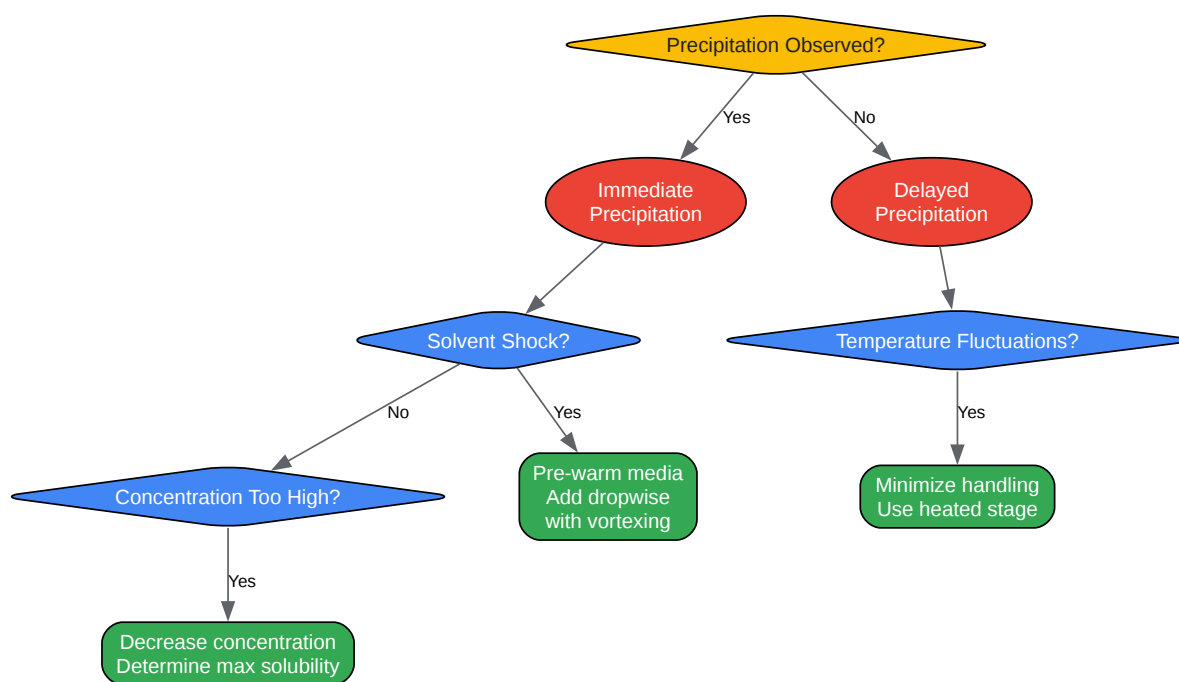 Precipitation Observed?
Yes
No
Immediate
Precipitation
Delayed
Precipitation
Solvent Shock?
Temperature Fluctuations?
No
Yes
Yes
Concentration Too High?
Pre-warm media
Add dropwise
with vortexing
Minimize handling
Use heated stage
Yes
Decrease concentration
Determine max solubility